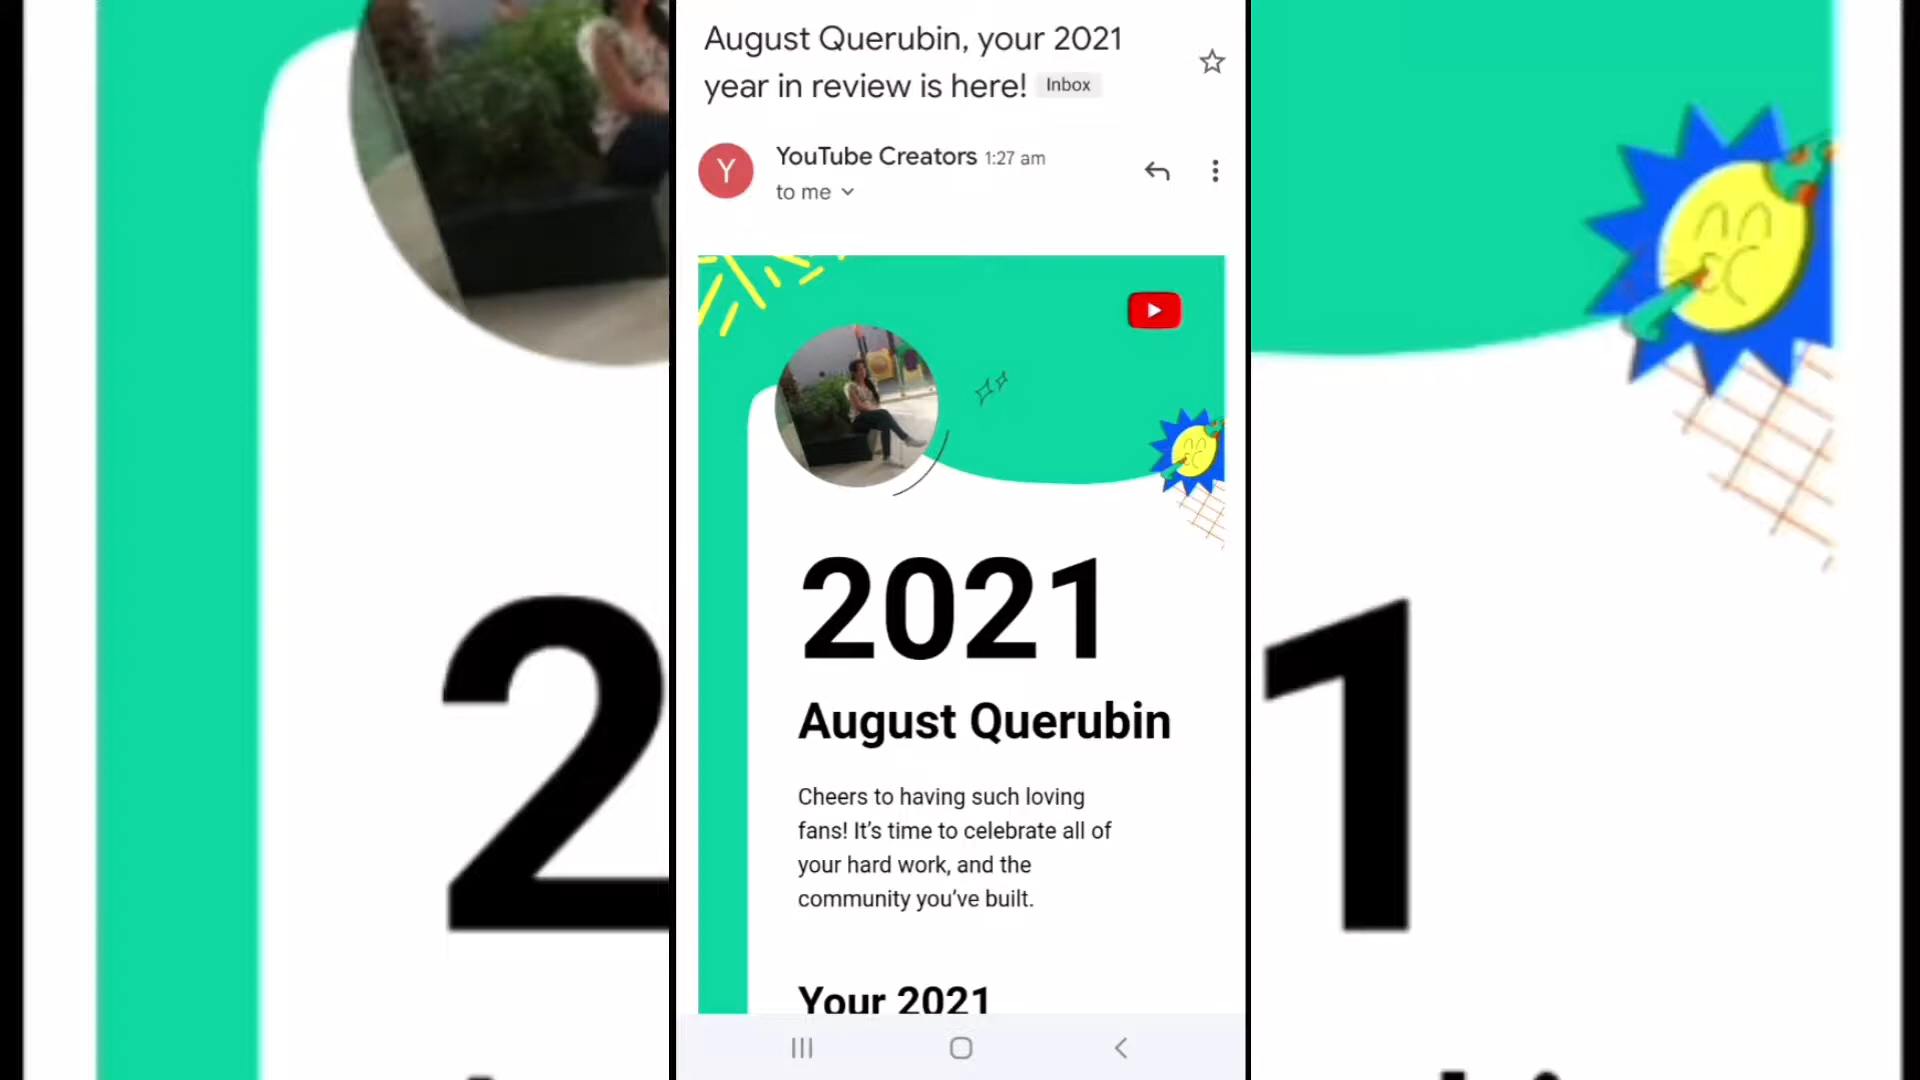 August Querubin, your 2021
year in review is here! Inbox
Y
YouTube Creators 1:27 am
to me
2021
August Querubin
Cheers to having such loving
fans! It's time to celebrate all of
your hard work, and the
community you've built.
Your 2021